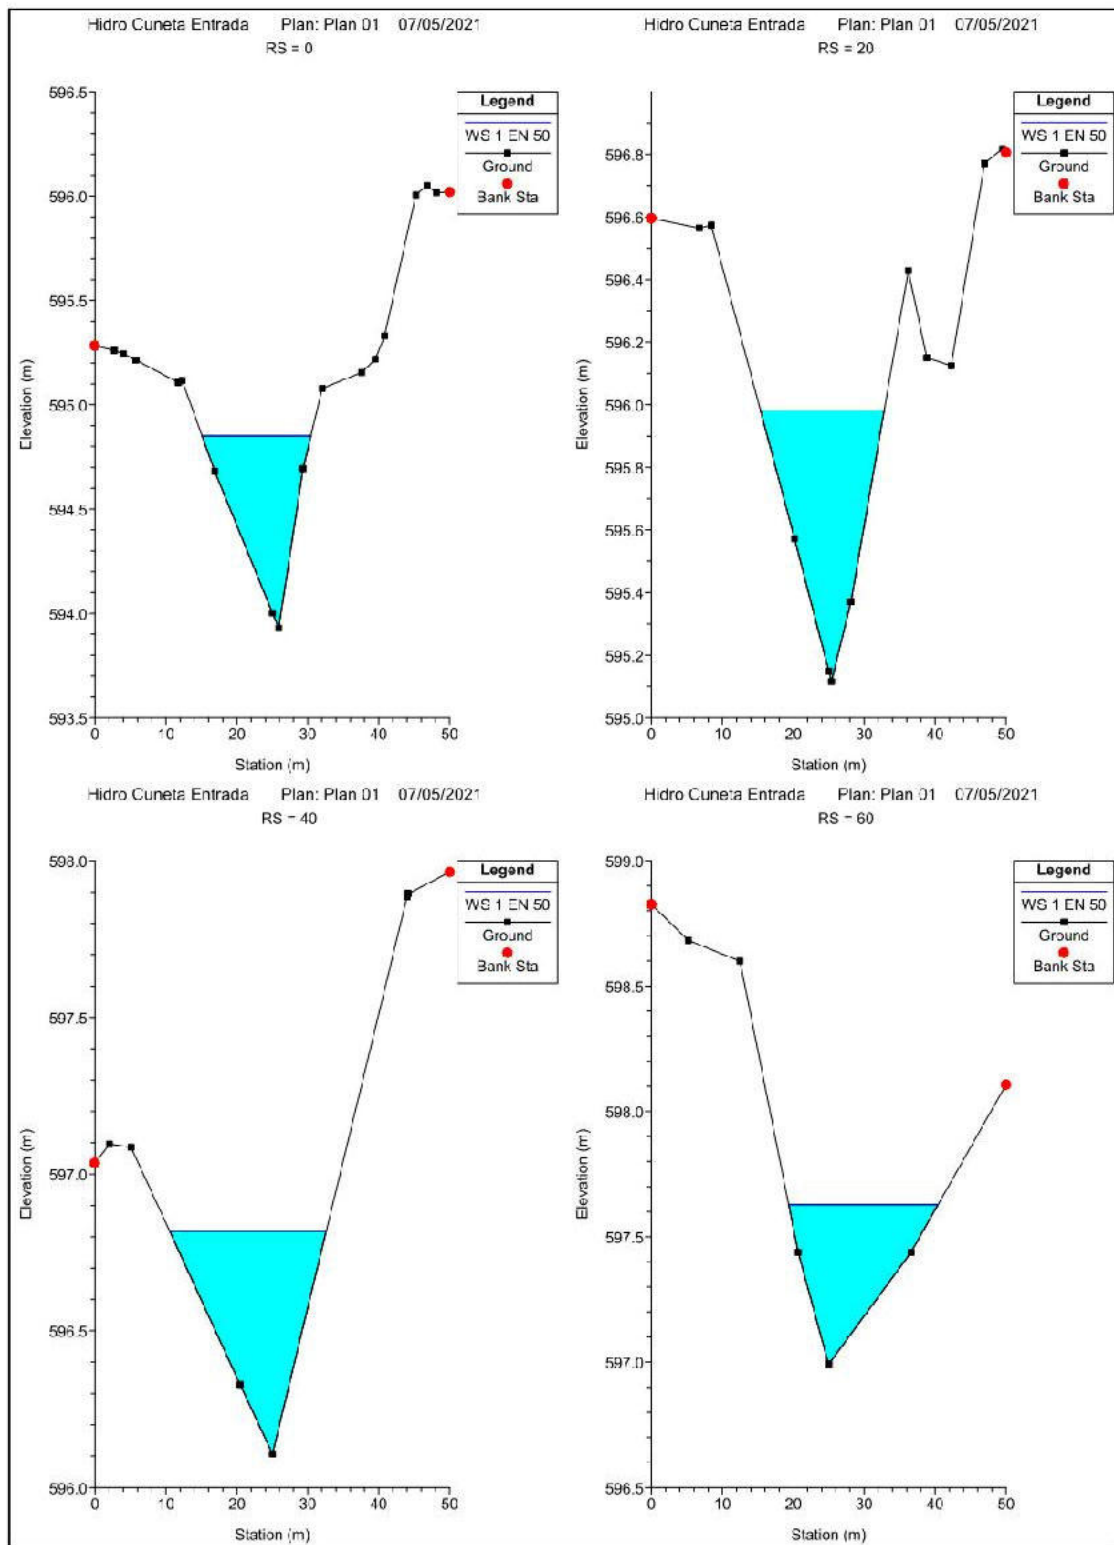 Hidro Cuneta Entrada Plan: Plan 01 07/05/2021
RS = 0
596.5
596.0
595.5
595.0
594.5
594.0
593.5
Elevation (m)
0 10 20 30 40 50
Station (m)
Legend
WS 1 EN 50
Ground
Bank Sta
Hidro Cuneta Entrada Plan: Plan 01 07/05/2021
RS = 20
596.8
596.6
596.4
596.2
596.0
595.8
595.6
595.4
595.2
595.0
Elevation (m)
0 10 20 30 40 50
Station (m)
Legend
WS 1 EN 50
Ground
Bank Sta
Hidro Cuneta Entrada Plan: Plan 01 07/05/2021
RS = 40
598.0
597.5
597.0
596.5
596.0
Elevation (m)
0 10 20 30 40 50
Station (m)
Legend
WS 1 EN 50
Ground
Bank Sta
Hidro Cuneta Entrada Plan: Plan 01 07/05/2021
RS = 60
599.0
598.5
598.0
597.5
597.0
596.5
Elevation (m)
0 10 20 30 40 50
Station (m)
Legend
WS 1 EN 50
Ground
Bank Sta